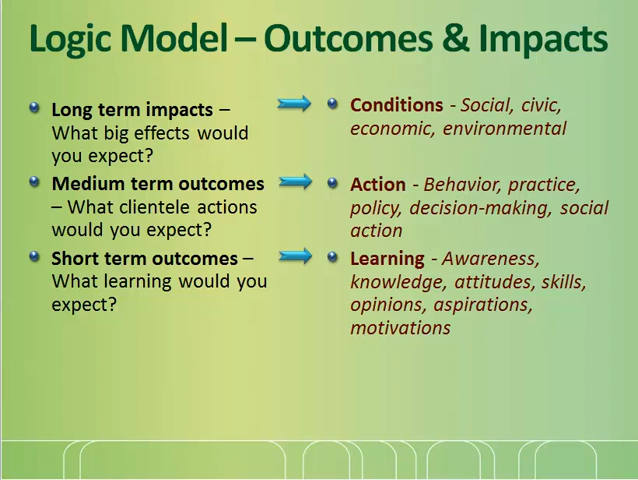 Logic Model – Outcomes & Impacts
Long term impacts –
What big effects would
you expect?
Medium term outcomes
– What clientele actions
would you expect?
Short term outcomes –
What learning would you
expect?
Conditions - Social, civic,
economic, environmental
Action - Behavior, practice,
policy, decision-making, social
action
Learning - Awareness,
knowledge, attitudes, skills,
opinions, aspirations,
motivations